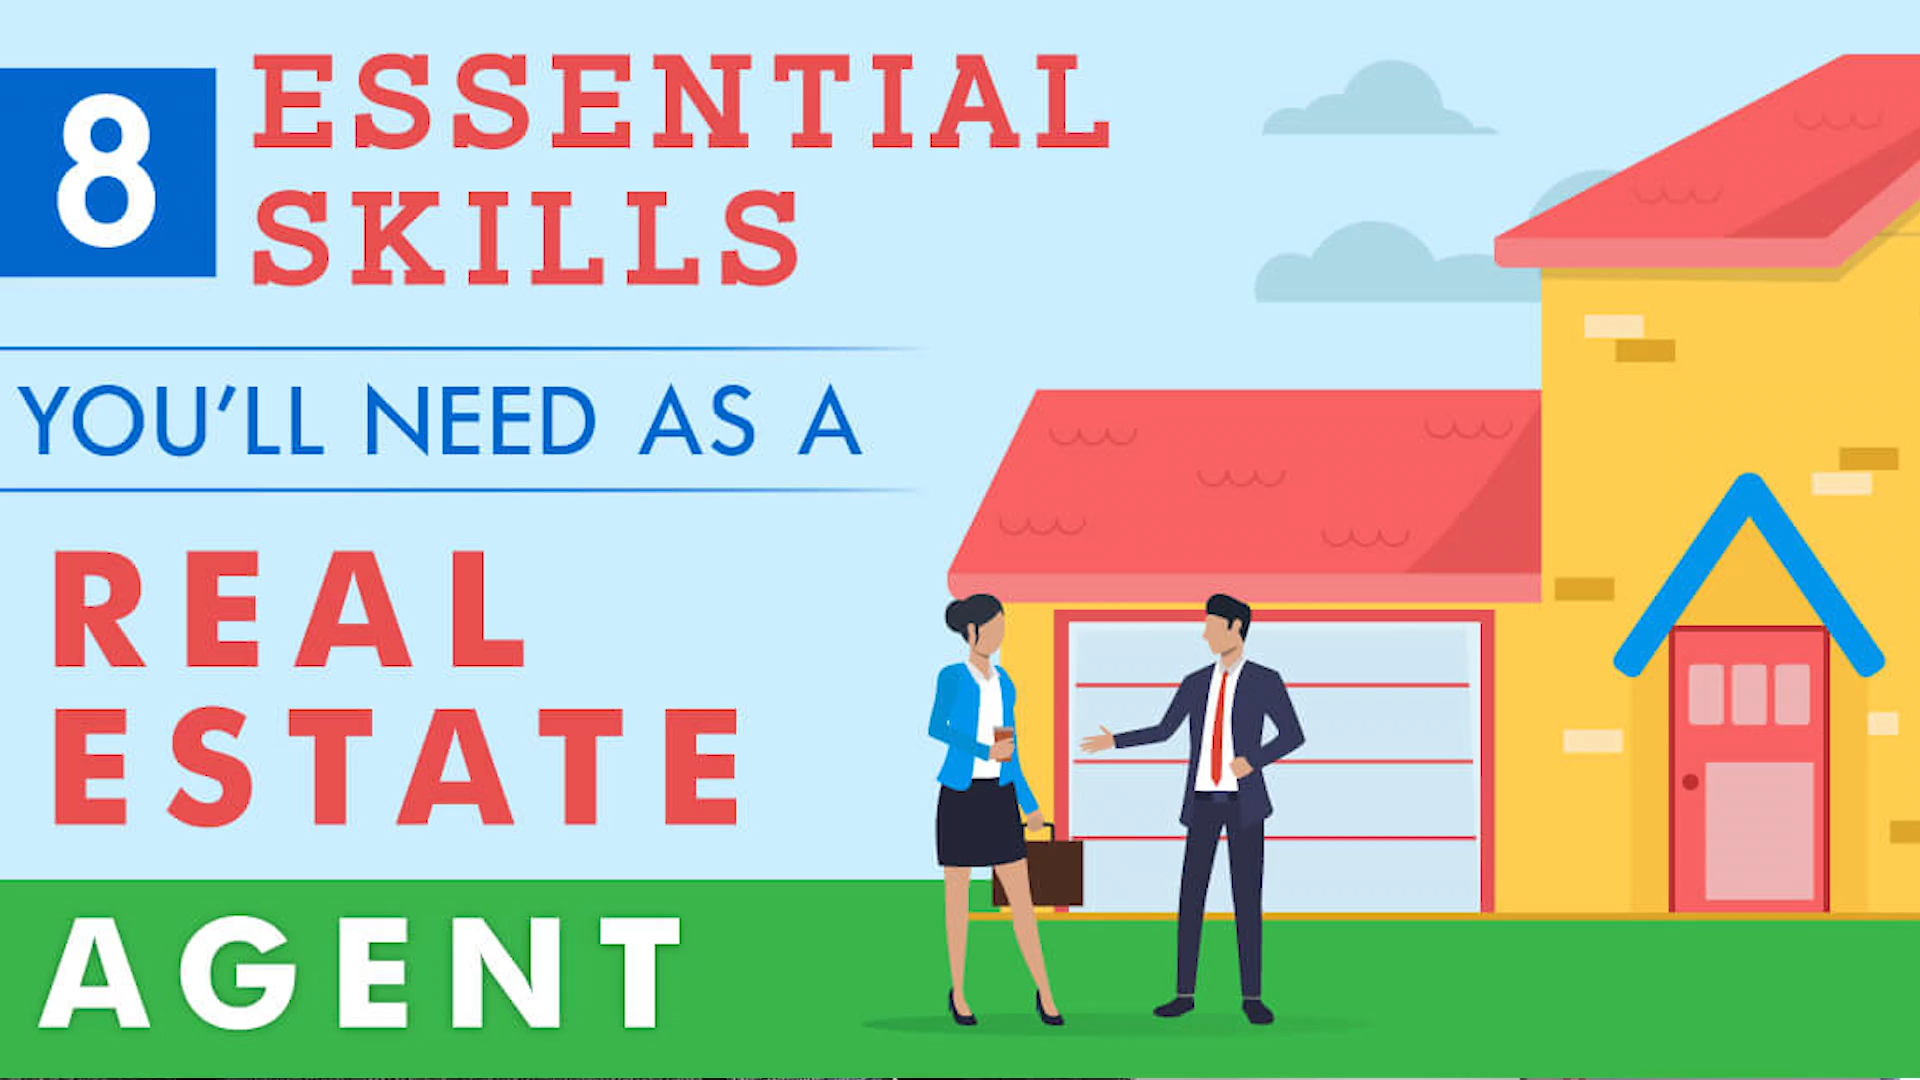 8 ESSENTIAL
SKILLS
YOU'LL NEED AS A
REAL
ESTATE
AGENT